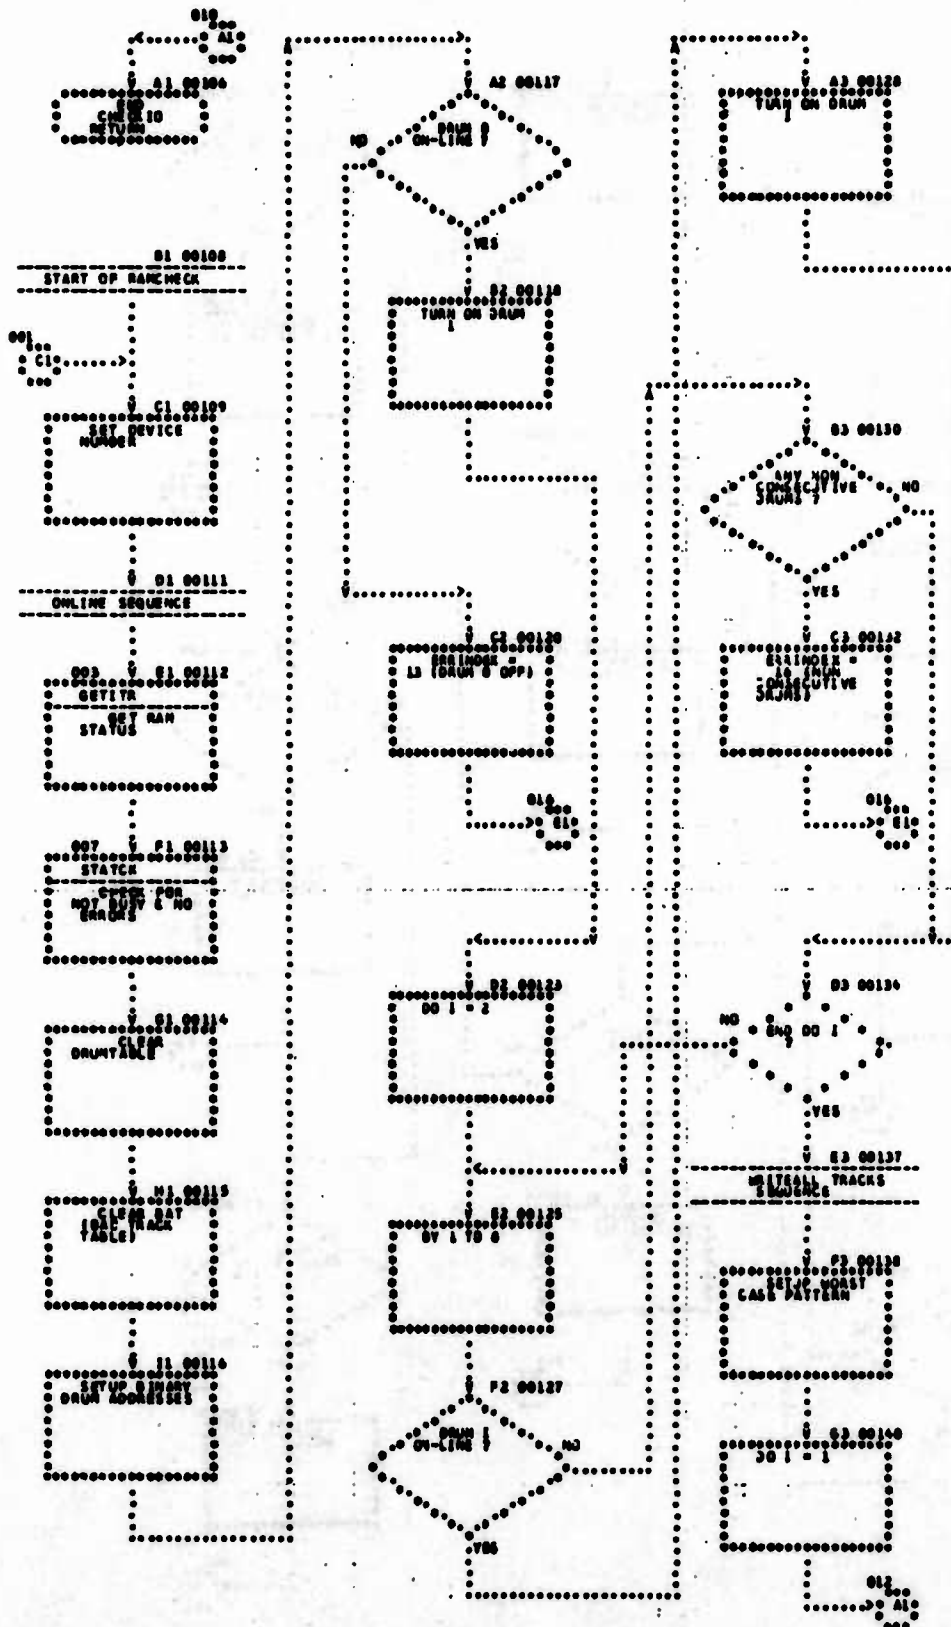 010
A1
A1 00106
END
CHECKIO
RETURN
B1 00108
START OF RAMCHECK
001
C1
C1 00109
SET DEVICE
NUMBER
D1 00111
ONLINE SEQUENCE
003 E1 00112
GETITR
GET RAM
STATUS
007 F1 00113
STATCK
CHECK FOR
NOT BUSY & NO
ERRORS
G1 00114
CLEAR
DRUMTABLE
H1 00115
CLEAR BAT
(BAD TRACK
TABLE)
I1 00116
SETUP BINARY
DRUM ADDRESSES
A2 00117
DRUM 0
ON-LINE ?
NO
YES
B2 00118
TURN ON DRUM
1
C2 00120
ERRINDEX =
13 (DRUM 0 OFF)
016
E1
D2 00123
DO I = 2
E2 00125
BY 1 TO 8
F2 00127
DRUM I
ON-LINE ?
NO
YES
A3 00128
TURN ON DRUM
I
B3 00130
ANY NON
CONSECUTIVE
DRUMS ?
NO
YES
C3 00132
ERRINDEX =
14 (NON
CONSECUTIVE
DRUMS)
016
E1
D3 00134
NO
END DO I
?
YES
E3 00137
WRITEALL TRACKS
SEQUENCE
F3 00138
SETUP WORST
CASE PATTERN
G3 00140
DO I = 1
012
A1